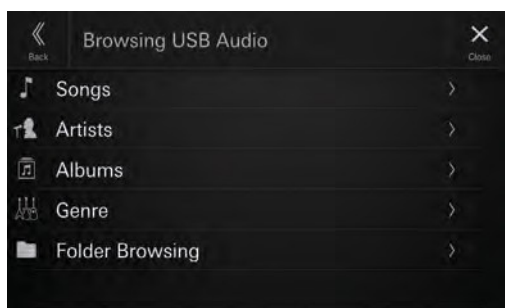 Browsing USB Audio
Back
Close
Songs
Artists
Albums
Genre
Folder Browsing